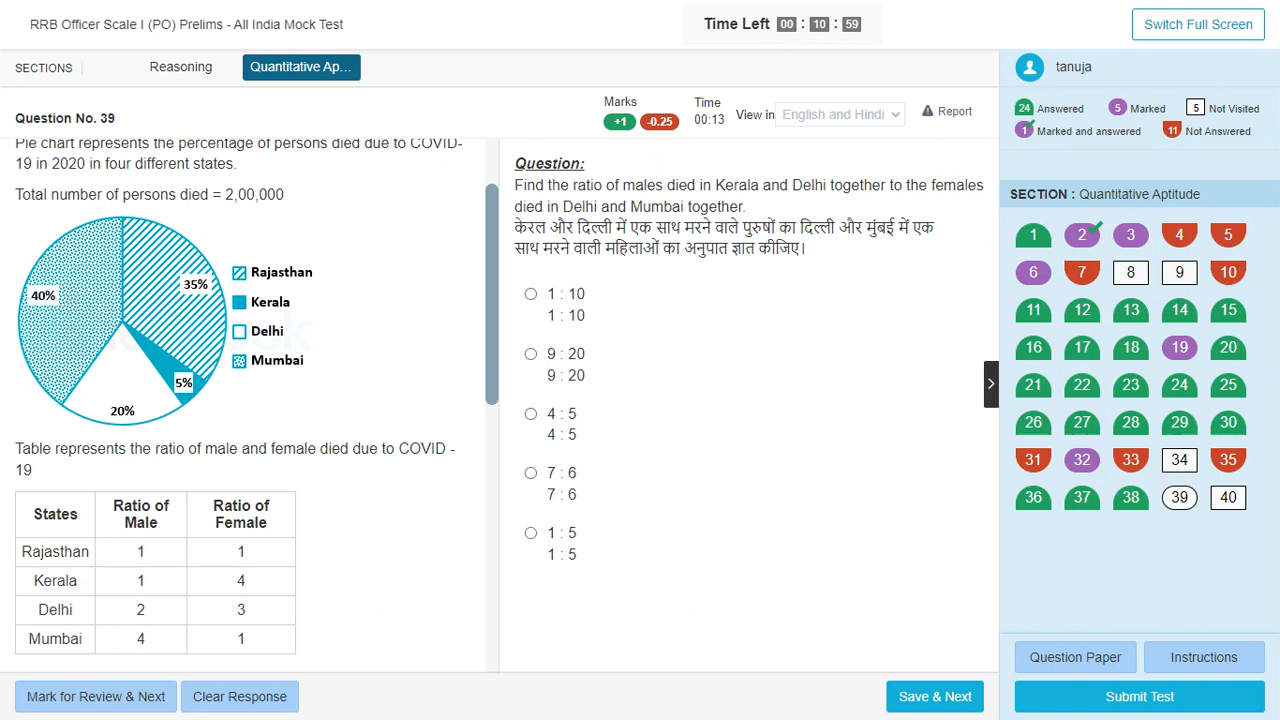 RRB Officer Scale I (PO) Prelims - All India Mock Test
Time Left 00 : 10 : 59
Switch Full Screen
SECTIONS
Reasoning
Quantitative Ap...
tanuja
Question No. 39
Marks
+1 -0.25
Time
00:13
View in English and Hindi
Report
24 Answered
5 Marked
5 Not Visited
1 Marked and answered
11 Not Answered
Pie chart represents the percentage of persons died due to COVID-
19 in 2020 in four different states.
Total number of persons died = 2,00,000
35%
40%
5%
20%
Rajasthan
Kerala
Delhi
Mumbai
Table represents the ratio of male and female died due to COVID -
19
States Ratio of Male Ratio of Female
Rajasthan 1 1
Kerala 1 4
Delhi 2 3
Mumbai 4 1
Question:
Find the ratio of males died in Kerala and Delhi together to the females
died in Delhi and Mumbai together.
केरल और दिल्ली में एक साथ मरने वाले पुरुषों का दिल्ली और मुंबई में एक
साथ मरने वाली महिलाओं का अनुपात ज्ञात कीजिए।
1 : 10
1 : 10
9 : 20
9 : 20
4 : 5
4 : 5
7 : 6
7 : 6
1 : 5
1 : 5
SECTION : Quantitative Aptitude
1 2 3 4 5
6 7 8 9 10
11 12 13 14 15
16 17 18 19 20
21 22 23 24 25
26 27 28 29 30
31 32 33 34 35
36 37 38 39 40
Question Paper
Instructions
Mark for Review & Next
Clear Response
Save & Next
Submit Test